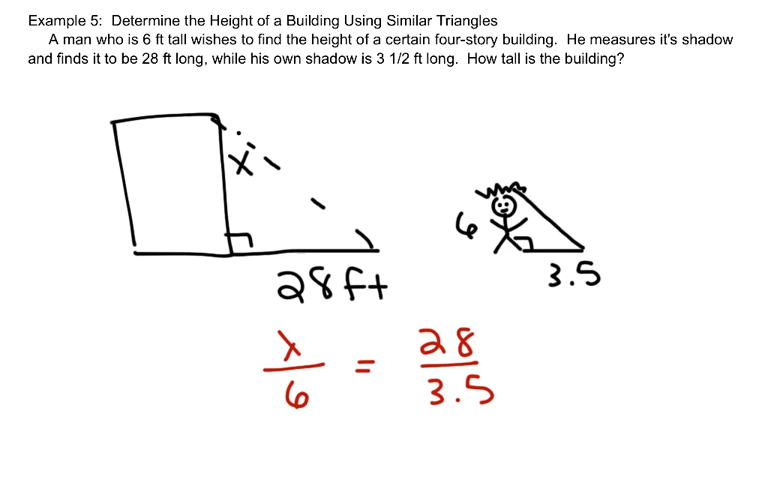 Example 5: Determine the Height of a Building Using Similar Triangles
A man who is 6 ft tall wishes to find the height of a certain four-story building. He measures it's shadow
and finds it to be 28 ft long, while his own shadow is 3 1/2 ft long. How tall is the building?
x
6
28 ft
3.5
x/6 = 28/3.5